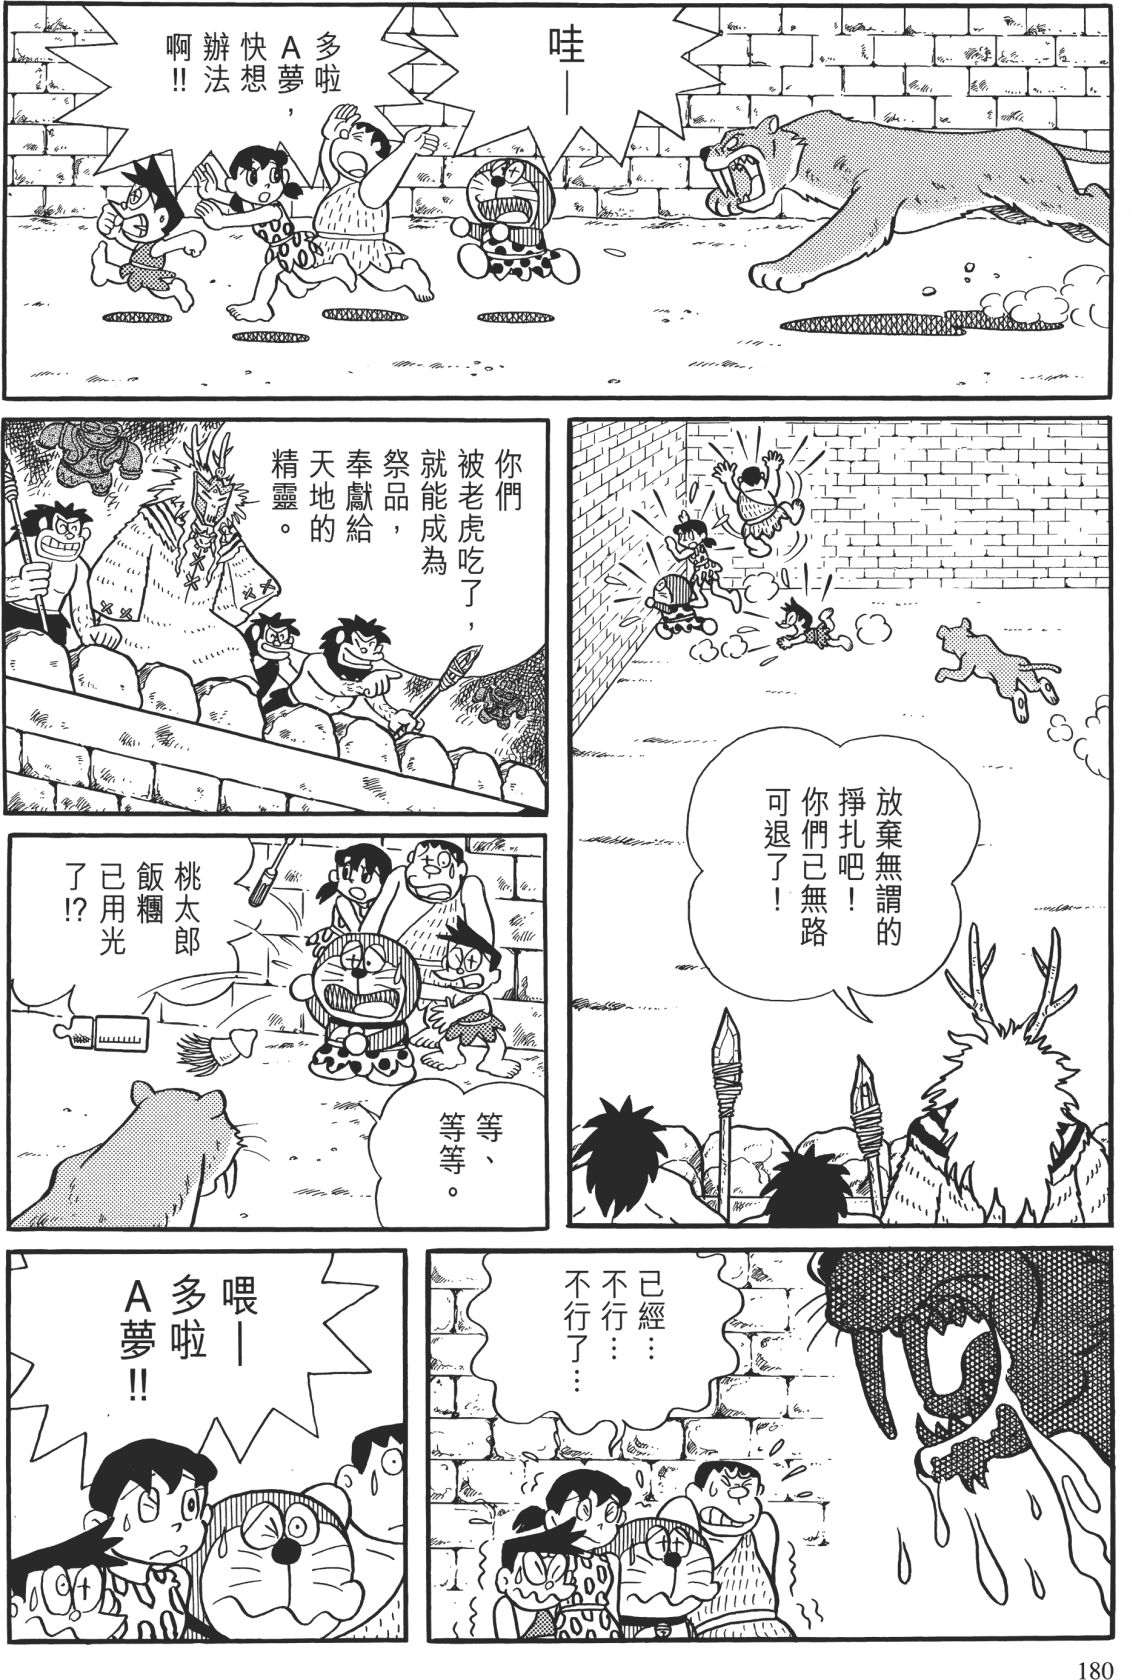 哇—
多啦
A夢，
快想
辦法
啊!!
放棄無謂的
掙扎吧！
你們已無路
可退了！
你們
被老虎吃了，
就能成為
祭品，
奉獻給
天地的
精靈。
等、
等等。
桃太郎
飯糰
已用光
了!?
已經…
不行…
不行了…
喂—
多啦
A夢!!
180